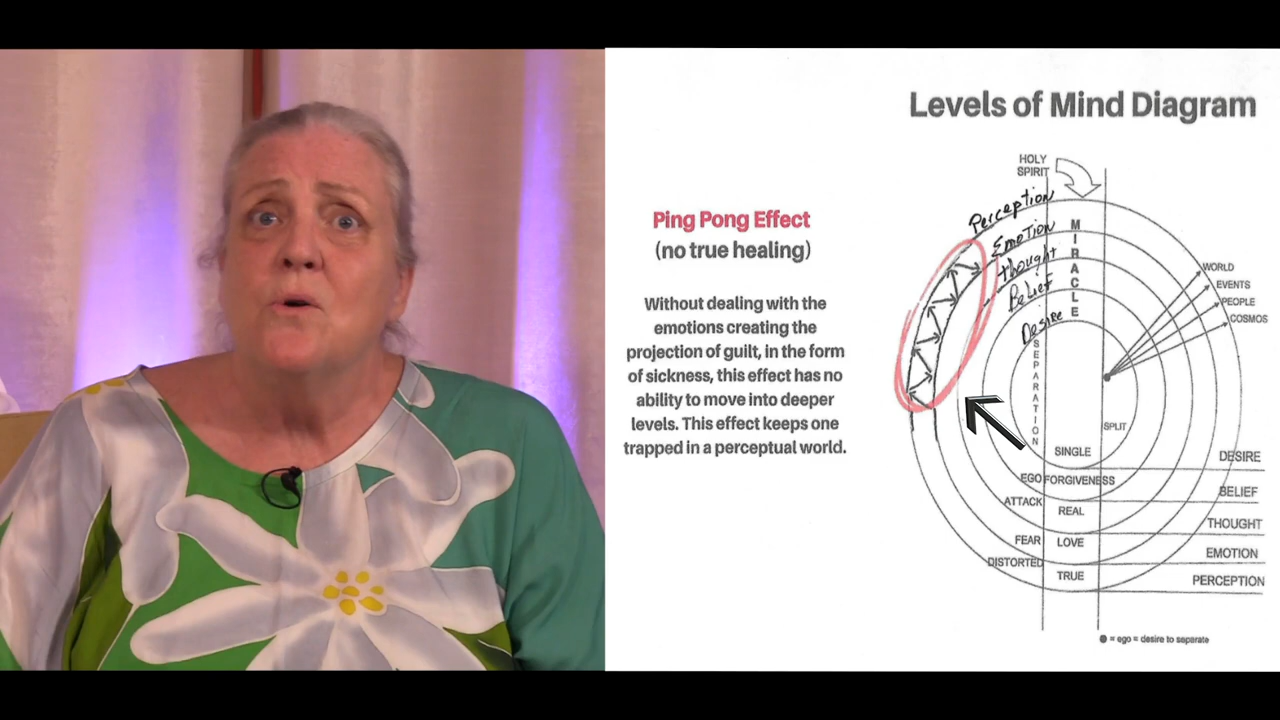 Levels of Mind Diagram
Ping Pong Effect
(no true healing)
Without dealing with the
emotions creating the
projection of guilt, in the form
of sickness, this effect has no
ability to move into deeper
levels. This effect keeps one
trapped in a perceptual world.
HOLY
SPIRIT
Perception
Emotion
thought
Belief
Desire
MIRACLE
SEPARATION
WORLD
EVENTS
PEOPLE
COSMOS
SPLIT
SINGLE
DESIRE
EGO FORGIVENESS
BELIEF
ATTACK
REAL
THOUGHT
FEAR LOVE
EMOTION
DISTORTED
TRUE
PERCEPTION
= ego = desire to separate